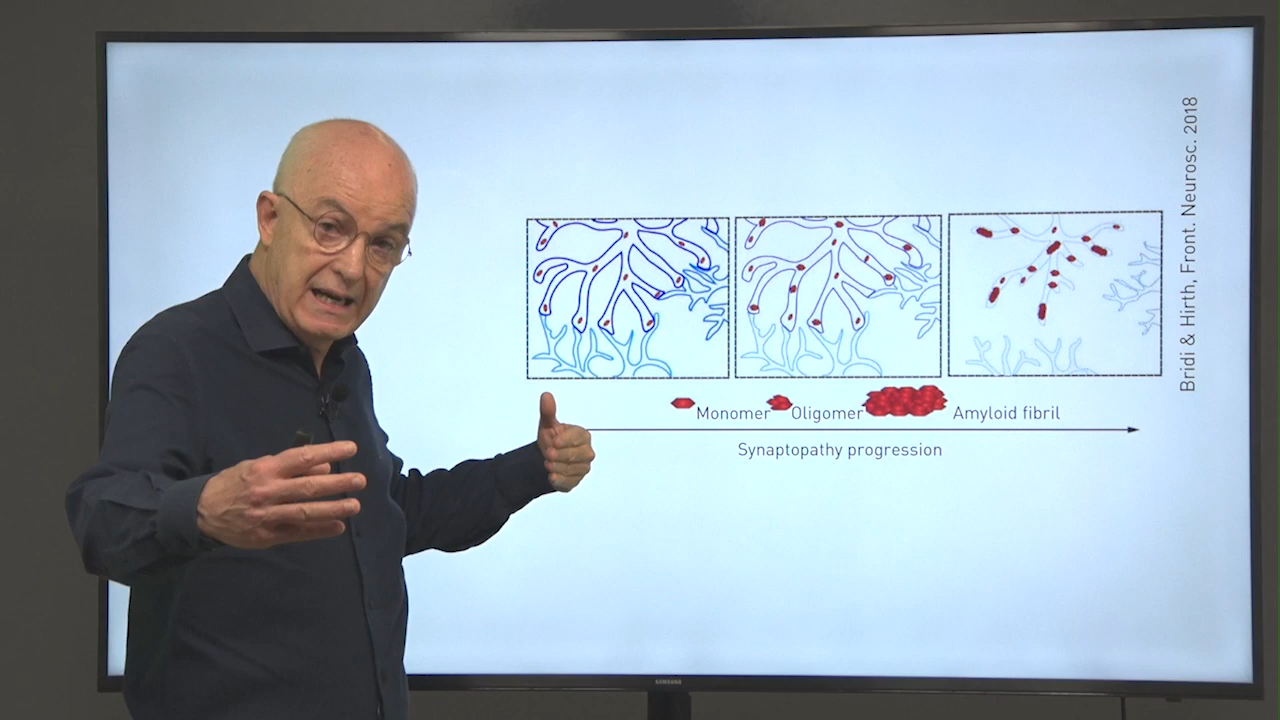 Bridi & Hirth, Front. Neurosc. 2018
Monomer
Oligomer
Amyloid fibril
Synaptopathy progression
SAMSUNG